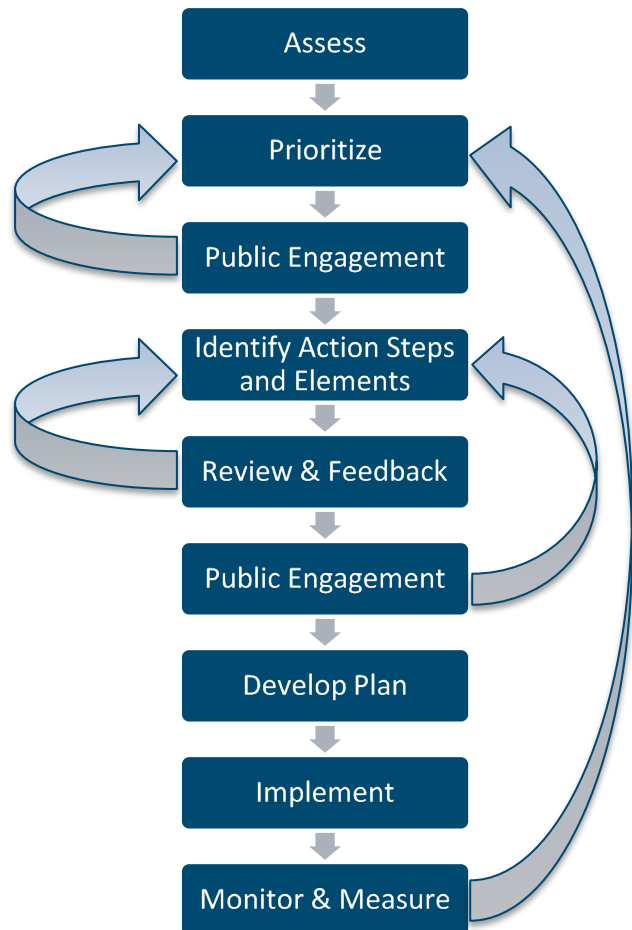 Assess
Prioritize
Public Engagement
Identify Action Steps
and Elements
Review & Feedback
Public Engagement
Develop Plan
Implement
Monitor & Measure